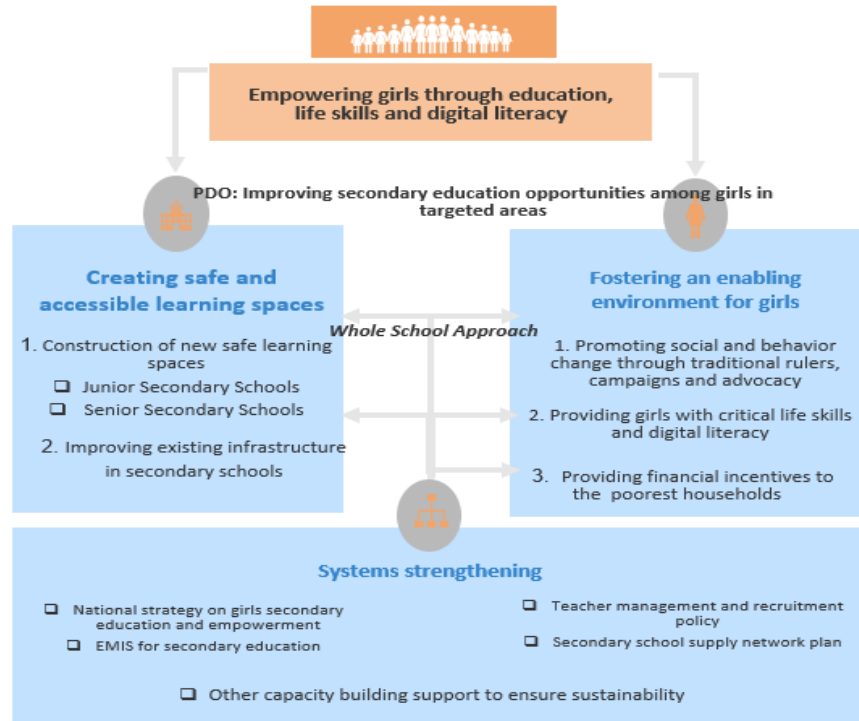 Empowering girls through education,
life skills and digital literacy
PDO: Improving secondary education opportunities among girls in
targeted areas
Creating safe and
accessible learning spaces
1. Construction of new safe learning
spaces
❑ Junior Secondary Schools
❑ Senior Secondary Schools
2. Improving existing infrastructure
in secondary schools
Whole School Approach
Fostering an enabling
environment for girls
1. Promoting social and behavior
change through traditional rulers,
campaigns and advocacy
2. Providing girls with critical life skills
and digital literacy
3. Providing financial incentives to
the poorest households
Systems strengthening
❑ National strategy on girls secondary
education and empowerment
❑ EMIS for secondary education
❑ Teacher management and recruitment
policy
❑ Secondary school supply network plan
❑ Other capacity building support to ensure sustainability